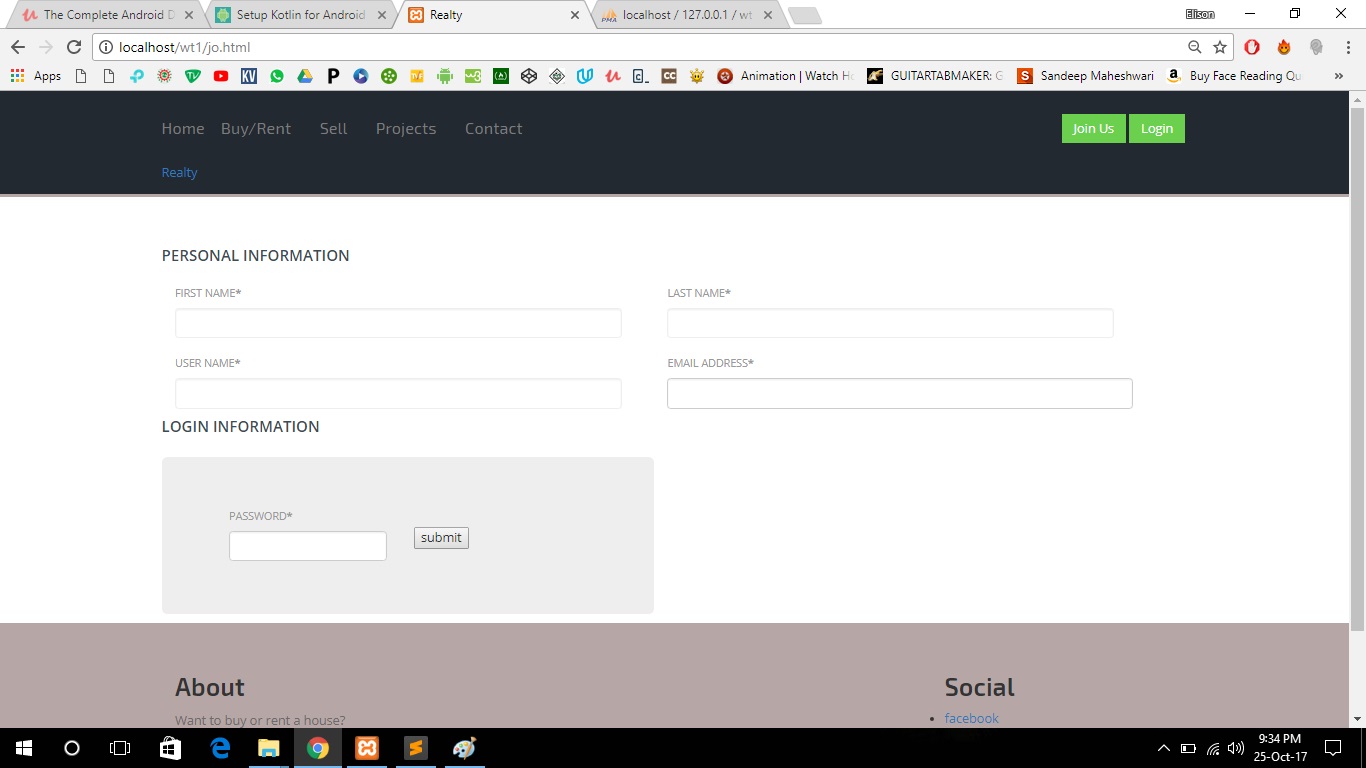 The Complete Android D
Setup Kotlin for Android
Realty
localhost / 127.0.0.1 / wt
Elison
localhost/wt1/jo.html
Apps
Animation | Watch Ho
GUITARTABMAKER: G
Sandeep Maheshwari
Buy Face Reading Qu
Home Buy/Rent Sell Projects Contact
Join Us Login
Realty
PERSONAL INFORMATION
FIRST NAME* LAST NAME*
USER NAME* EMAIL ADDRESS*
LOGIN INFORMATION
PASSWORD*
submit
About Social
Want to buy or rent a house?
facebook
9:34 PM
25-Oct-17